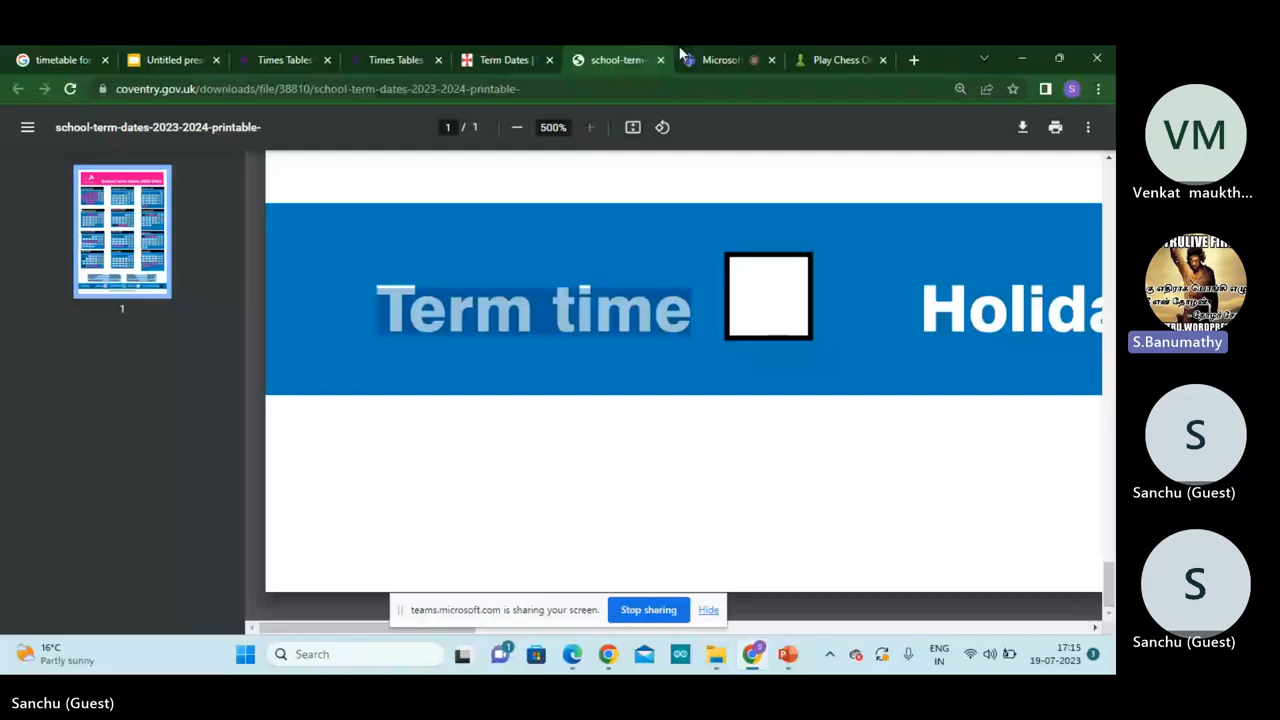 timetable for
Untitled pres
Times Tables
Times Tables
Term Dates |
school-term-
Microsof
Play Chess O
coventry.gov.uk/downloads/file/38810/school-term-dates-2023-2024-printable-
S
school-term-dates-2023-2024-printable-
1 / 1
500%
1
Term time
Holida
teams.microsoft.com is sharing your screen.
Stop sharing
Hide
16°C
Partly sunny
Search
ENG
IN
17:15
19-07-2023
3
VM
Venkat maukth...
S.Banumathy
S
Sanchu (Guest)
S
Sanchu (Guest)
Sanchu (Guest)